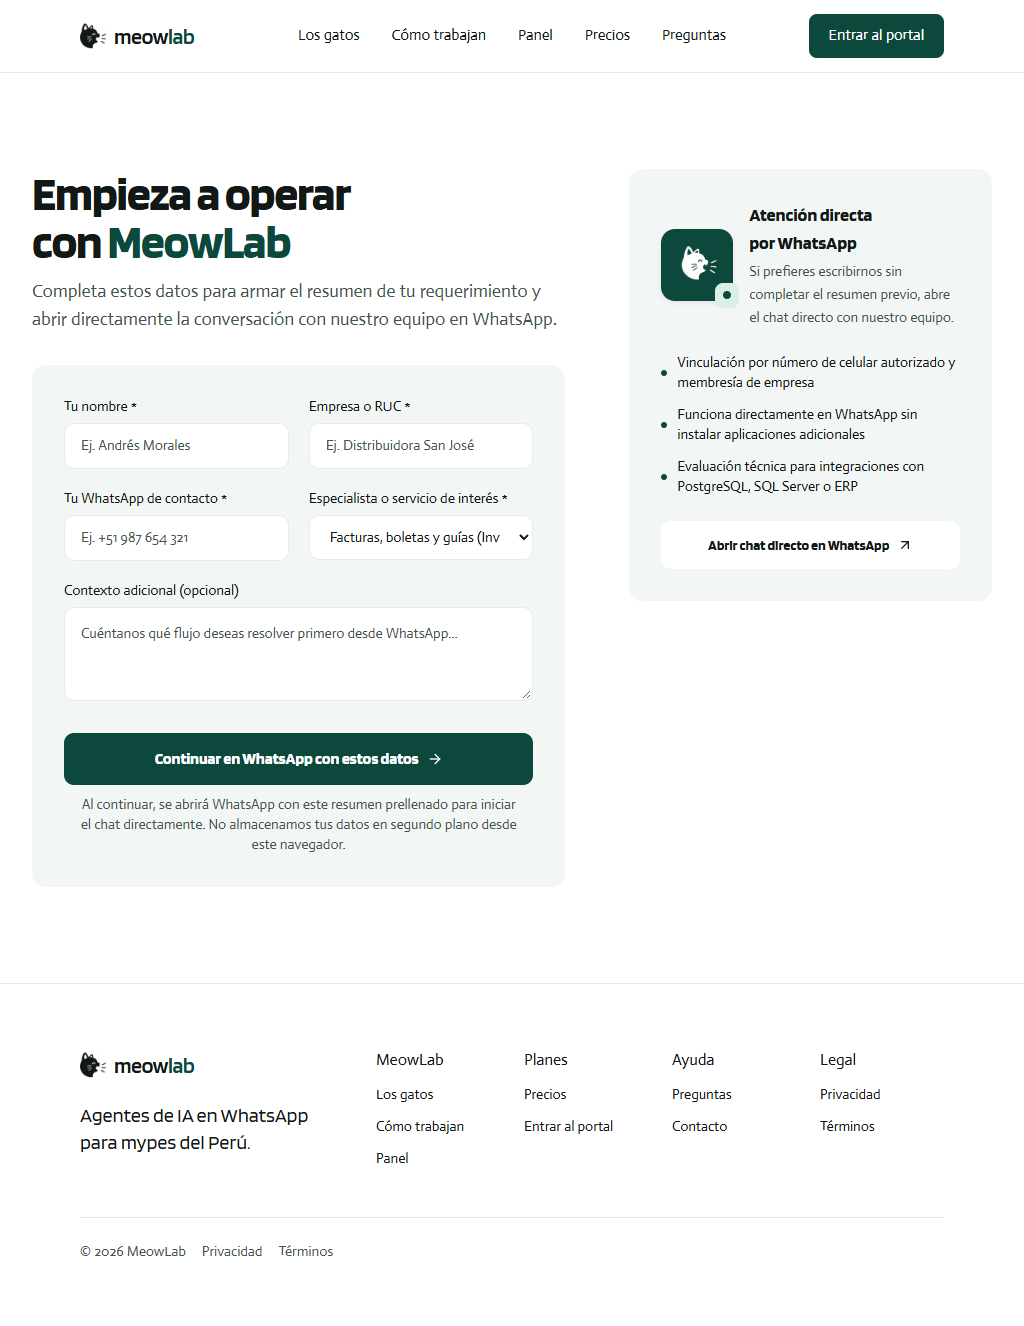 meowlab
Los gatos
Cómo trabajan
Panel
Precios
Preguntas
Entrar al portal
Empieza a operar
con MeowLab
Completa estos datos para armar el resumen de tu requerimiento y
abrir directamente la conversación con nuestro equipo en WhatsApp.
Tu nombre *
Empresa o RUC *
Ej. Andrés Morales
Ej. Distribuidora San José
Tu WhatsApp de contacto *
Especialista o servicio de interés *
Ej. +51 987 654 321
Facturas, boletas y guías (Inv
Contexto adicional (opcional)
Cuéntanos qué flujo deseas resolver primero desde WhatsApp...
Continuar en WhatsApp con estos datos →
Al continuar, se abrirá WhatsApp con este resumen prellenado para iniciar
el chat directamente. No almacenamos tus datos en segundo plano desde
este navegador.
Atención directa
por WhatsApp
Si prefieres escribirnos sin
completar el resumen previo, abre
el chat directo con nuestro equipo.
Vinculación por número de celular autorizado y
membresía de empresa
Funciona directamente en WhatsApp sin
instalar aplicaciones adicionales
Evaluación técnica para integraciones con
PostgreSQL, SQL Server o ERP
Abrir chat directo en WhatsApp ↗
meowlab
Agentes de IA en WhatsApp
para mypes del Perú.
MeowLab
Los gatos
Cómo trabajan
Panel
Planes
Precios
Entrar al portal
Ayuda
Preguntas
Contacto
Legal
Privacidad
Términos
© 2026 MeowLab
Privacidad
Términos